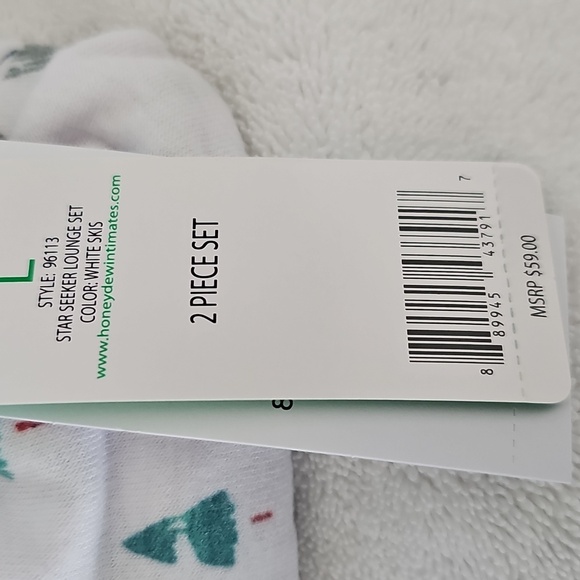 L
STYLE: 96113
STAR SEEKER LOUNGE SET
COLOR: WHITE SKIS
www.honeydewintimates.com
2 PIECE SET
8 89945 43791 7
MSRP $59.00
8